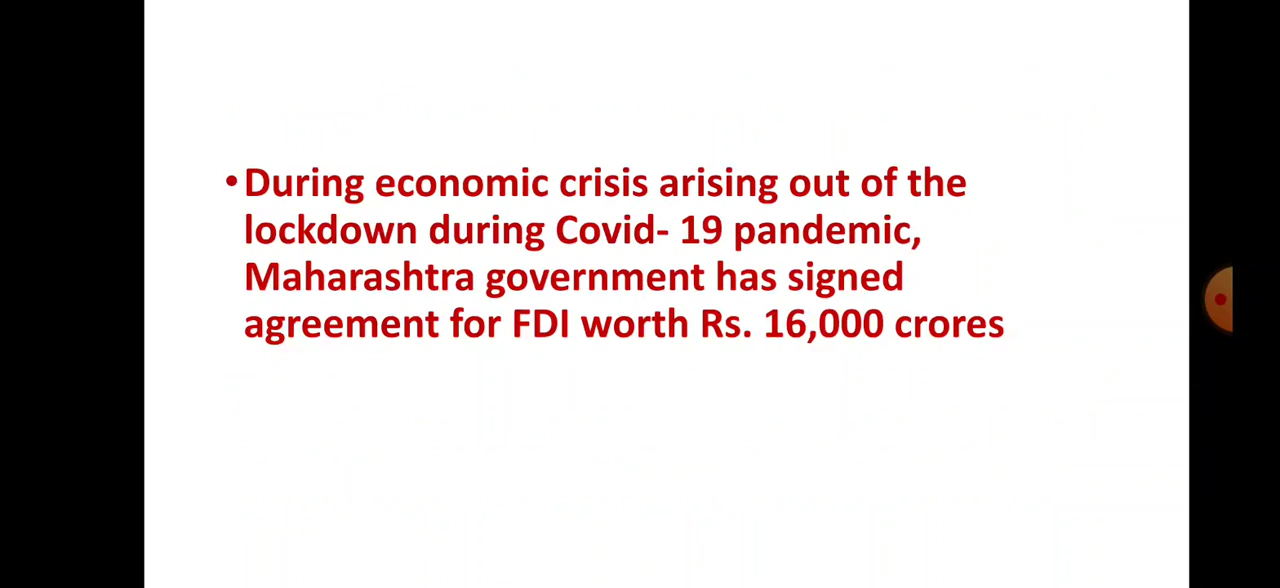 •During economic crisis arising out of the
lockdown during Covid- 19 pandemic,
Maharashtra government has signed
agreement for FDI worth Rs. 16,000 crores